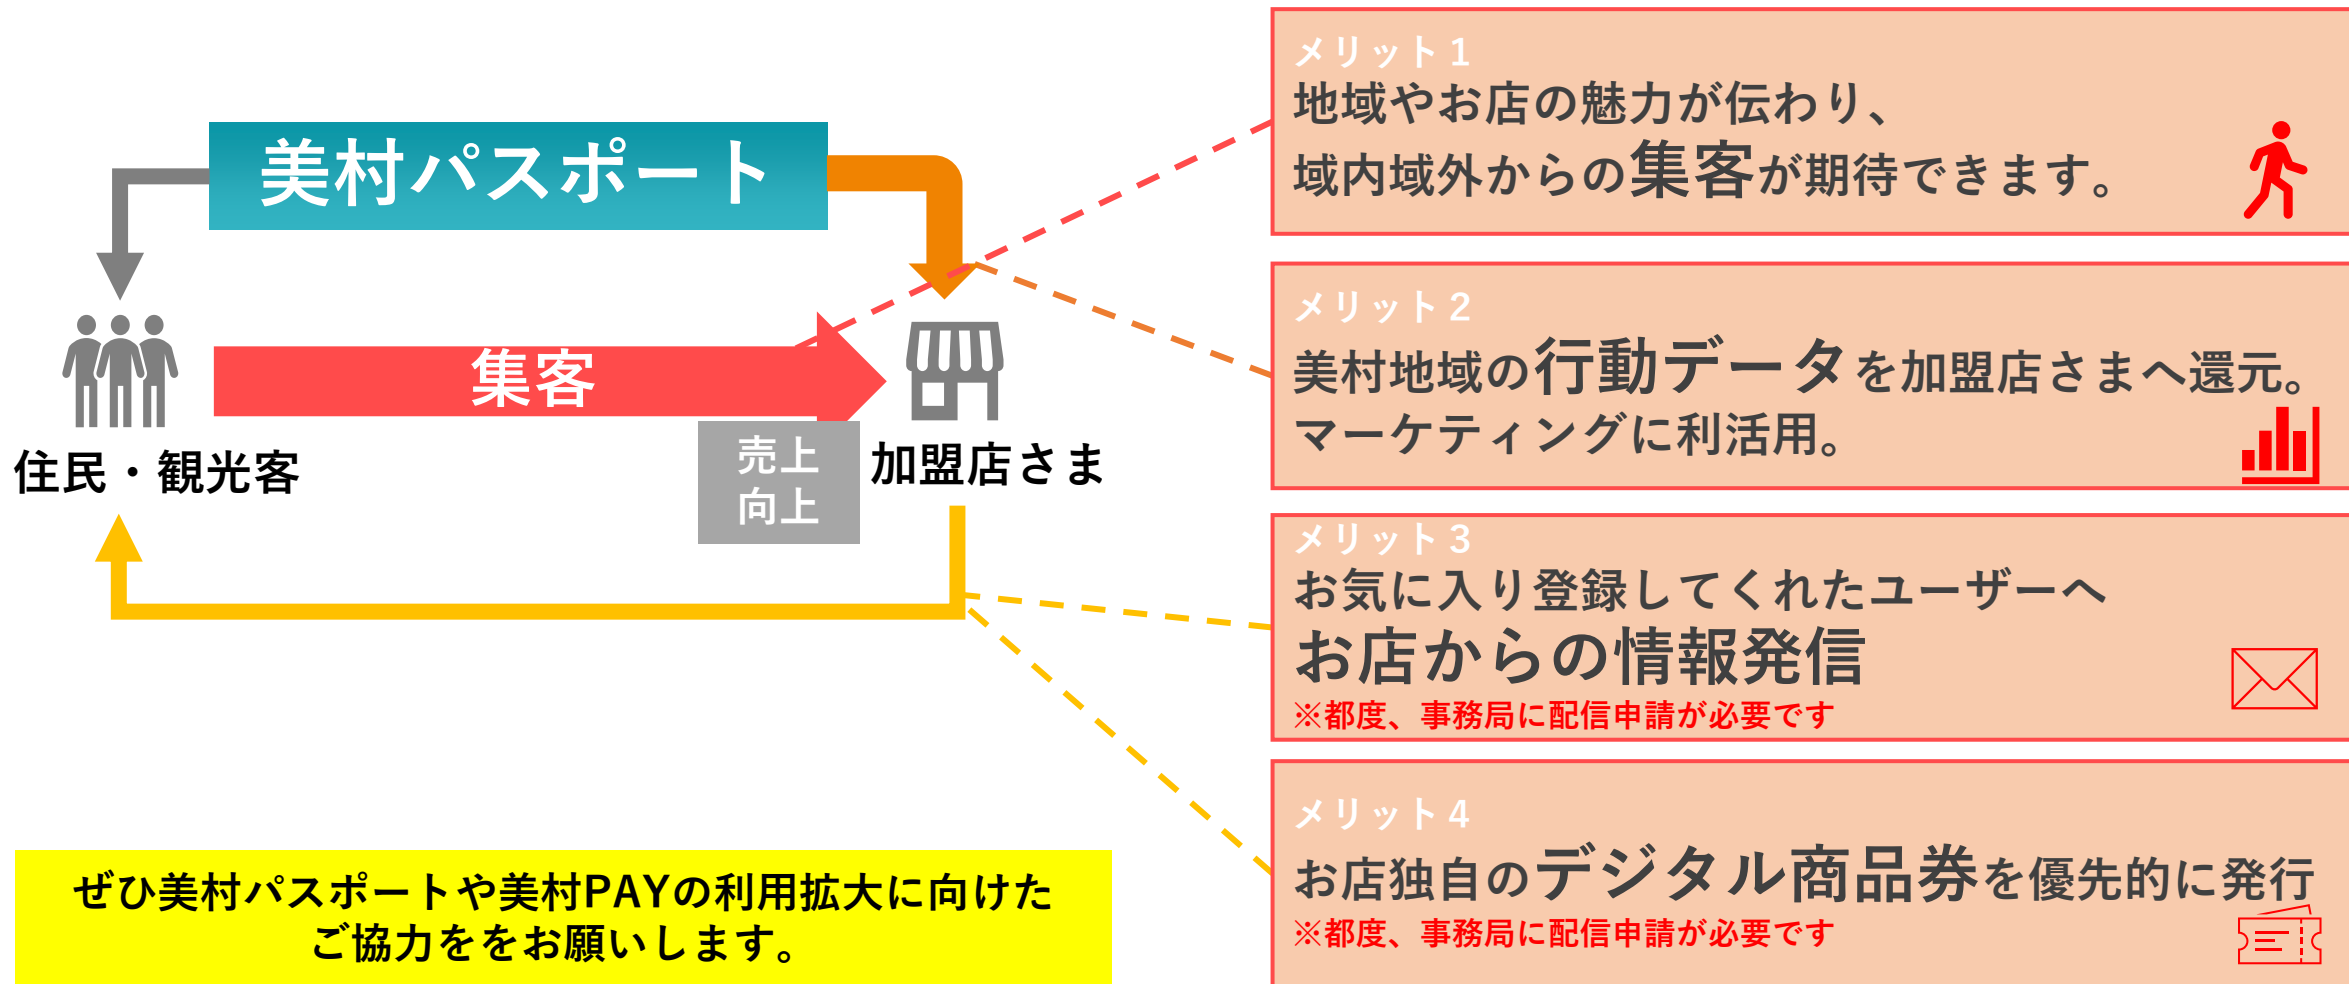 美村パスポート
集客
売上
向上
住民・観光客
加盟店さま
メリット１
地域やお店の魅力が伝わり、
域内域外からの集客が期待できます。
メリット２
美村地域の行動データを加盟店さまへ還元。
マーケティングに利活用。
メリット３
お気に入り登録してくれたユーザーへ
お店からの情報発信
※都度、事務局に配信申請が必要です
メリット４
お店独自のデジタル商品券を優先的に発行
※都度、事務局に配信申請が必要です
ぜひ美村パスポートや美村PAYの利用拡大に向けた
ご協力ををお願いします。